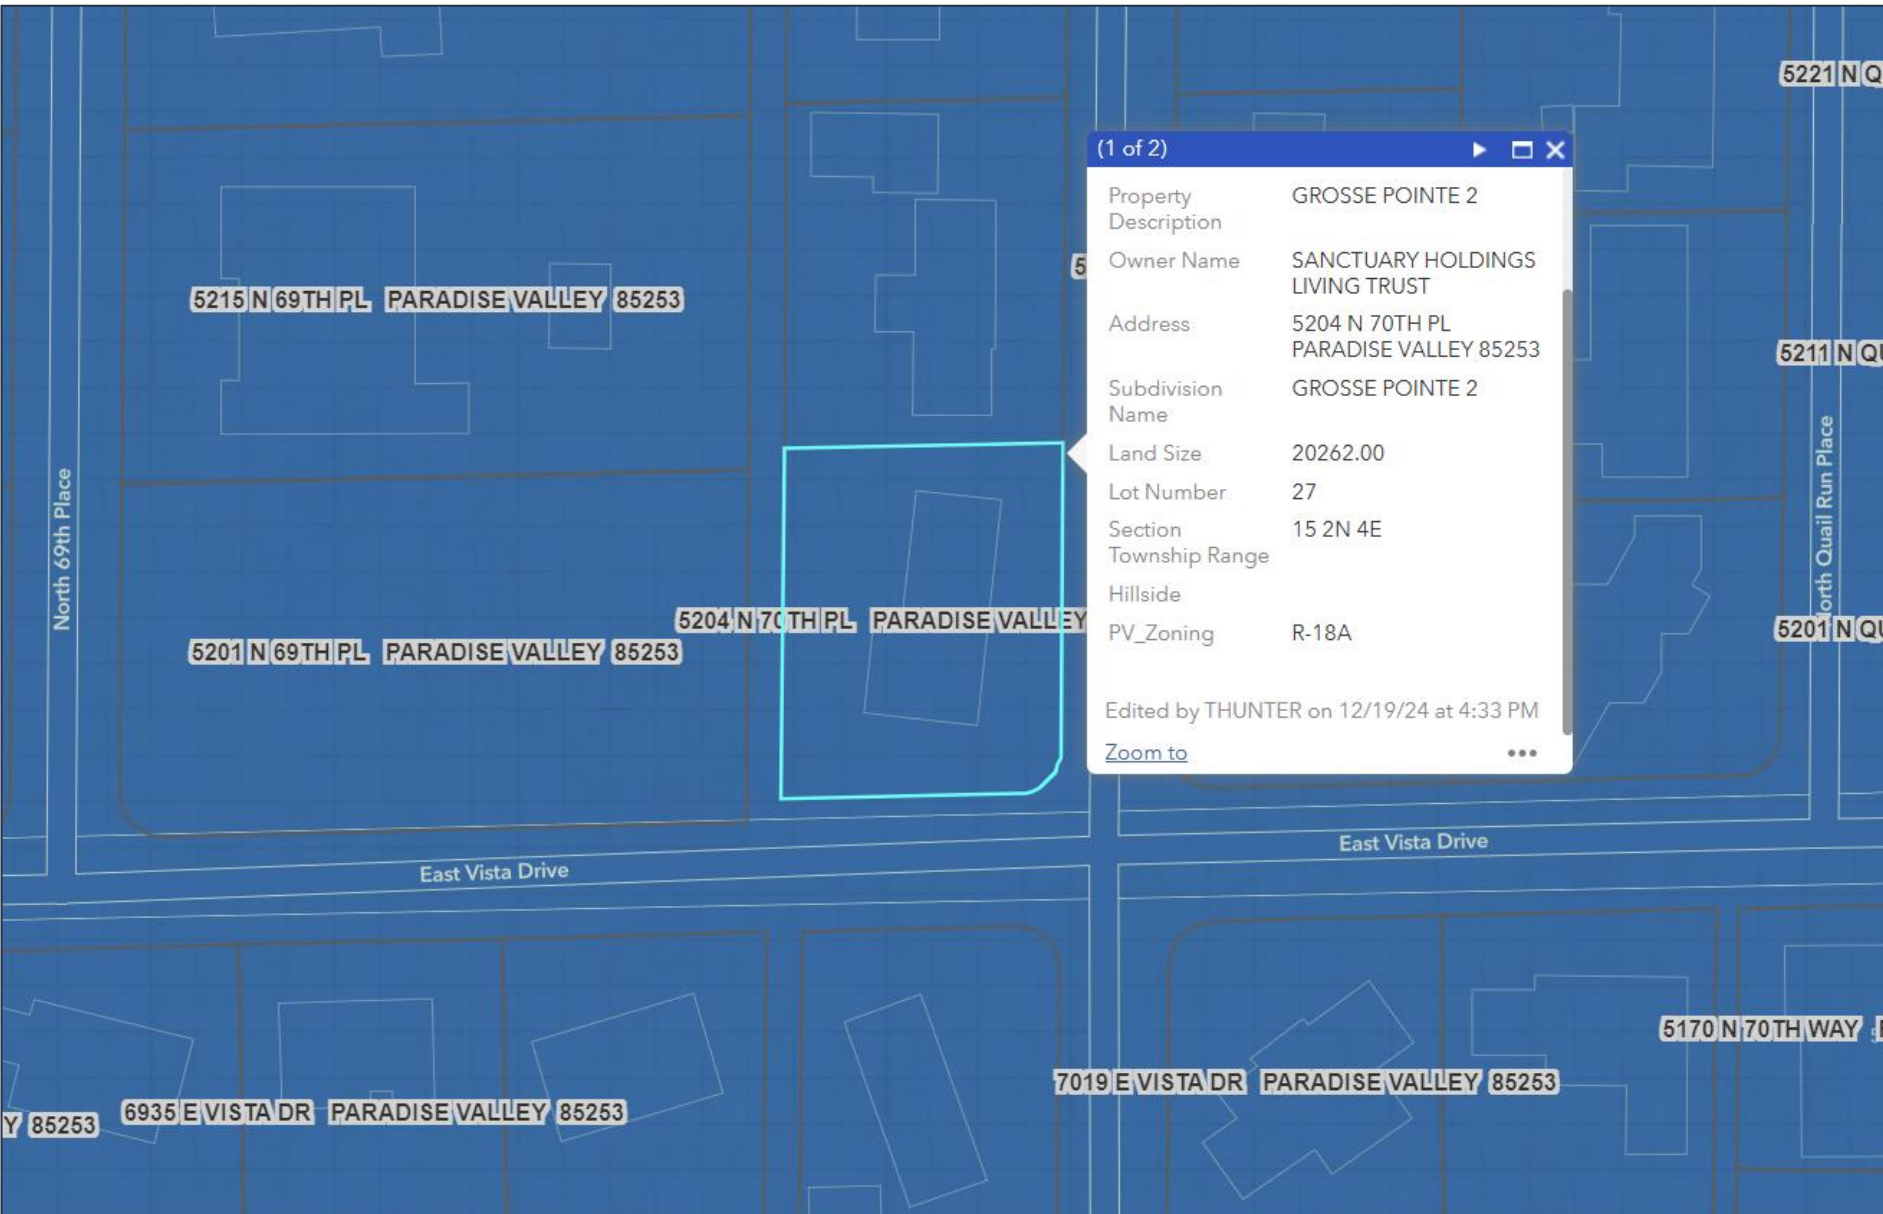 5221 N Q
(1 of 2)
Property Description GROSSE POINTE 2
Owner Name SANCTUARY HOLDINGS LIVING TRUST
Address 5204 N 70TH PL PARADISE VALLEY 85253
Subdivision Name GROSSE POINTE 2
Land Size 20262.00
Lot Number 27
Section Township Range 15 2N 4E
Hillside
PV_Zoning R-18A
Edited by THUNTER on 12/19/24 at 4:33 PM
Zoom to
5
5215 N 69TH PL PARADISE VALLEY 85253
5211 N QU
North 69th Place
North Quail Run Place
5204 N 70TH PL PARADISE VALLEY
5201 N 69TH PL PARADISE VALLEY 85253
5201 N QU
East Vista Drive
East Vista Drive
5170 N 70TH WAY
7019 E VISTA DR PARADISE VALLEY 85253
6935 E VISTA DR PARADISE VALLEY 85253
Y 85253